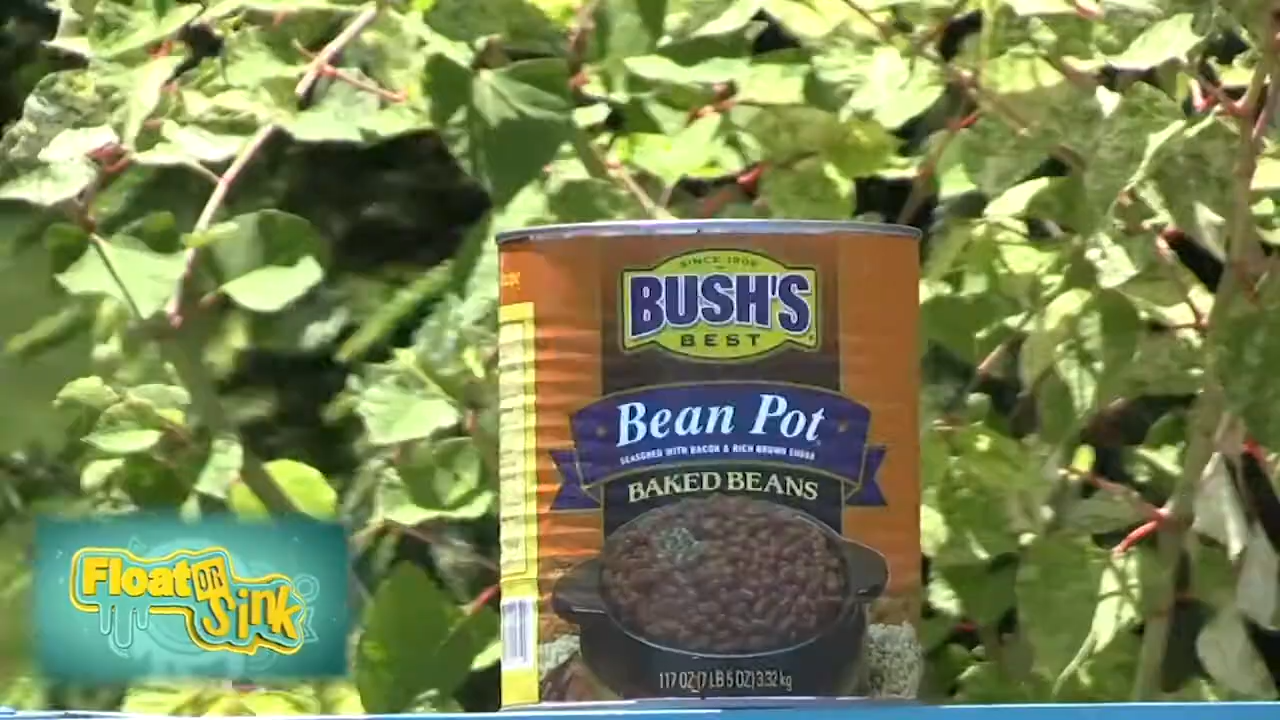 SINCE 1908
BUSH'S
BEST
Bean Pot
SEASONED WITH BACON & RICH BROWN SUGAR
BAKED BEANS
117 OZ (7 LB 5 OZ) 3.32 kg
Float OR
Sink